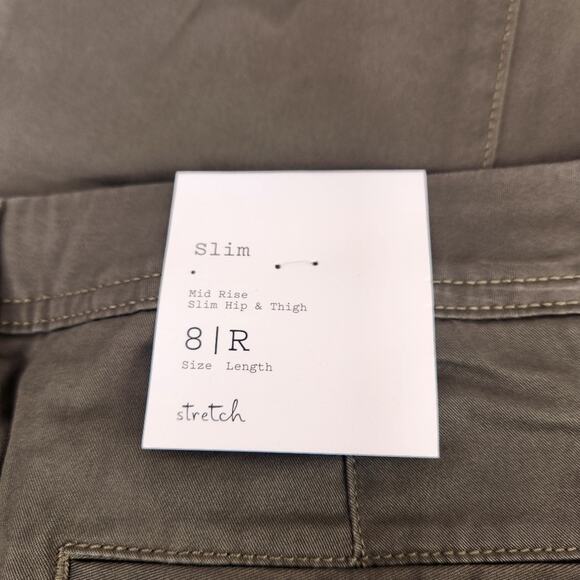 Slim
Mid Rise
Slim Hip & Thigh
8|R
Size Length
stretch